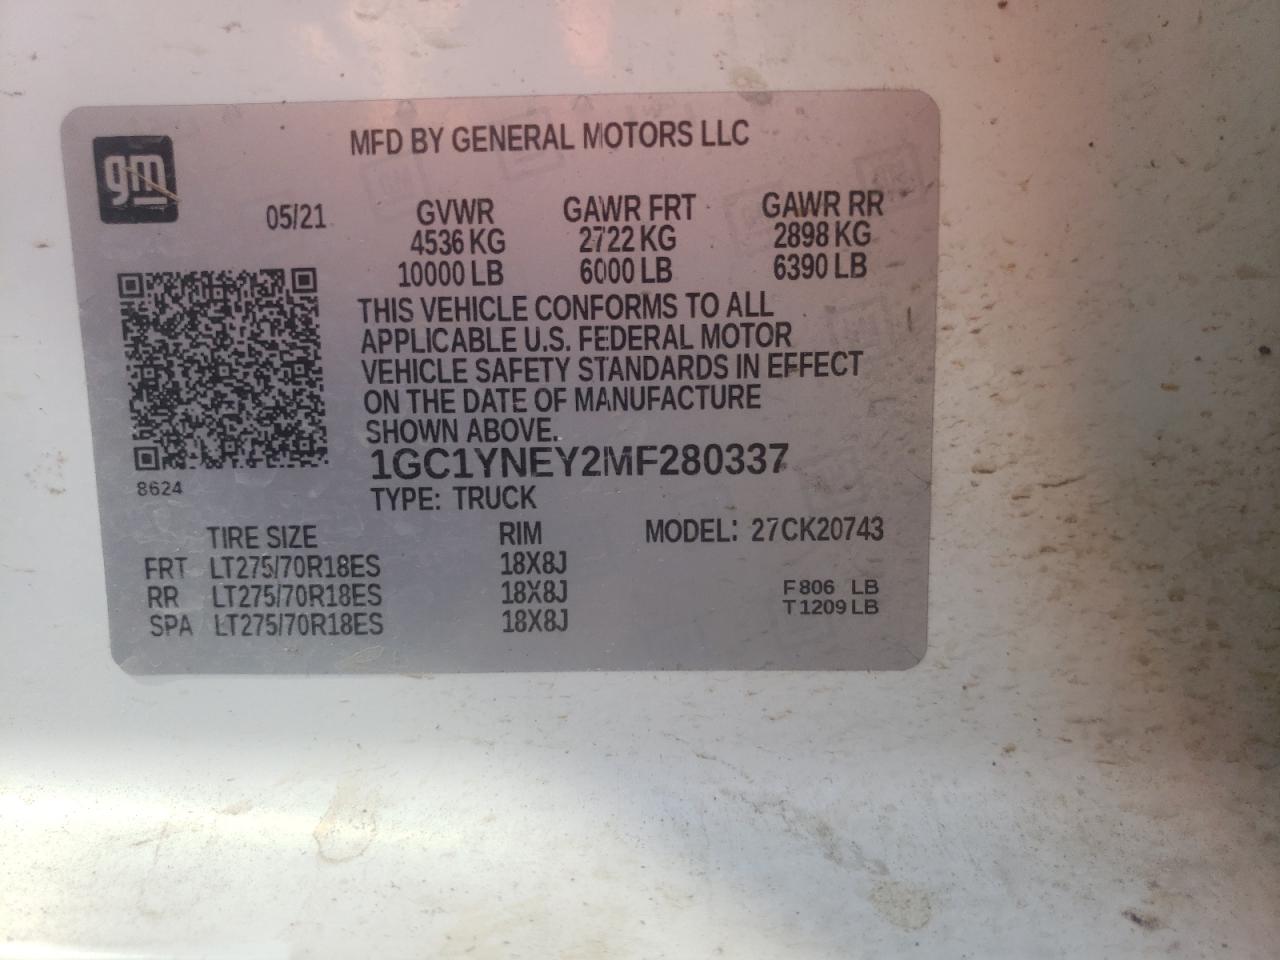 MFD BY GENERAL MOTORS LLC
gm
05/21 GVWR GAWR FRT GAWR RR
4536 KG 2722 KG 2898 KG
10000 LB 6000 LB 6390 LB
THIS VEHICLE CONFORMS TO ALL
APPLICABLE U.S. FEDERAL MOTOR
VEHICLE SAFETY STANDARDS IN EFFECT
ON THE DATE OF MANUFACTURE
SHOWN ABOVE.
1GC1YNEY2MF280337
8624
TYPE: TRUCK
TIRE SIZE RIM MODEL: 27CK20743
FRT LT275/70R18ES 18X8J
RR LT275/70R18ES 18X8J F806 LB
SPA LT275/70R18ES 18X8J T1209 LB